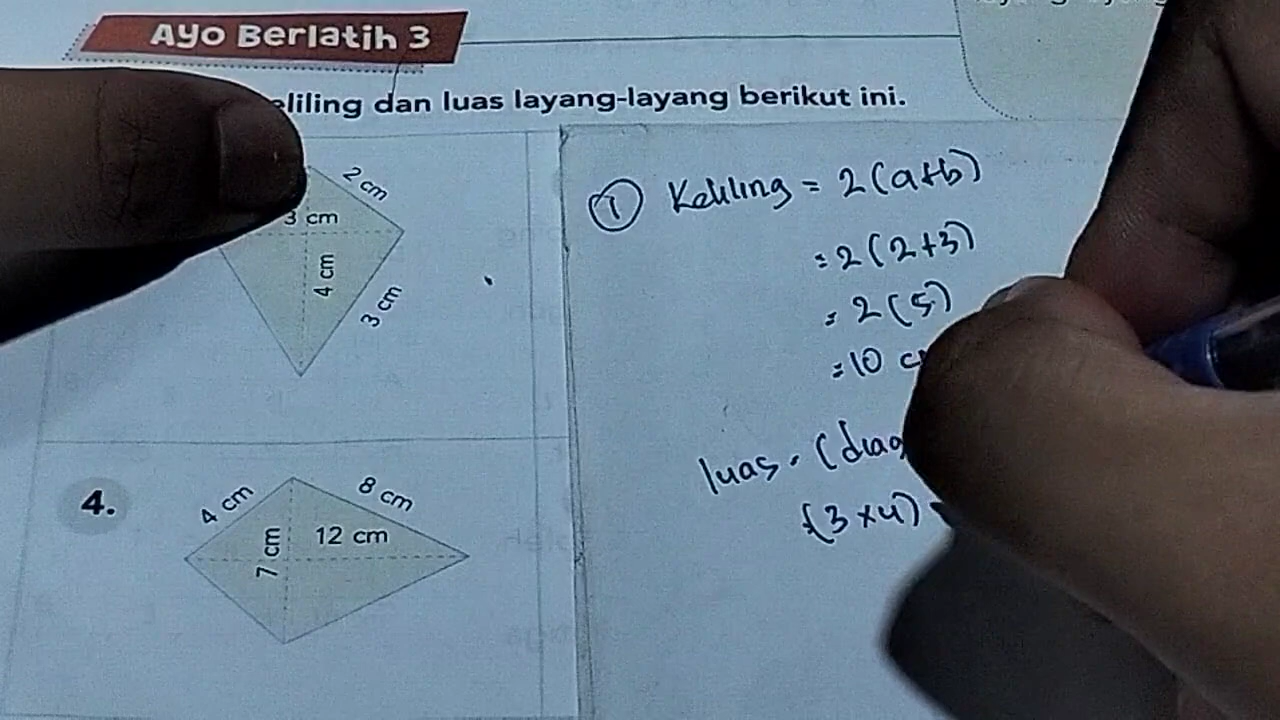 Ayo Berlatih 3
dan luas layang-layang berikut ini.
2 cm
3 cm
4 cm
3 cm
4.
4 cm
8 cm
7 cm
12 cm
1 Keliling = 2(a+b)
= 2(2+3)
= 2(5)
= 10
luas = (diag
= (3×4)